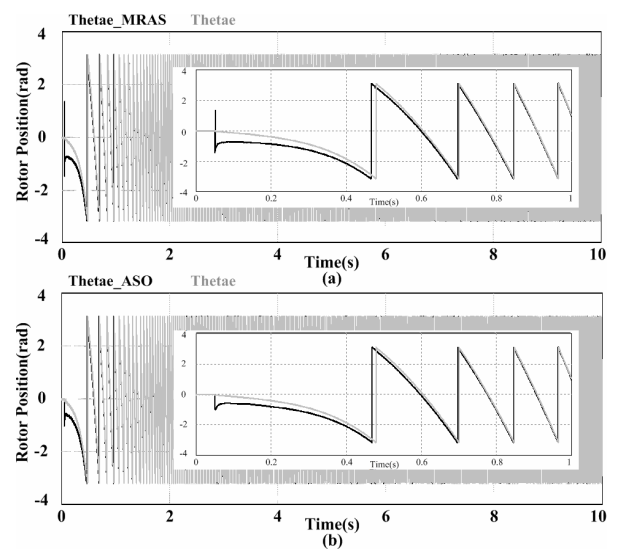 Thetae_MRAS Thetae
Rotor Position(rad)
4
2
0
-2
-4
4
2
0
-2
-4
0 0.2 0.4 0.6 0.8 1
Time(s)
0 2 4 6 8 10
Time(s)
(a)
Thetae_ASO Thetae
Rotor Position(rad)
4
2
0
-2
-4
4
2
0
-2
-4
0 0.2 0.4 0.6 0.8 1
Time(s)
0 2 4 6 8 10
Time(s)
(b)